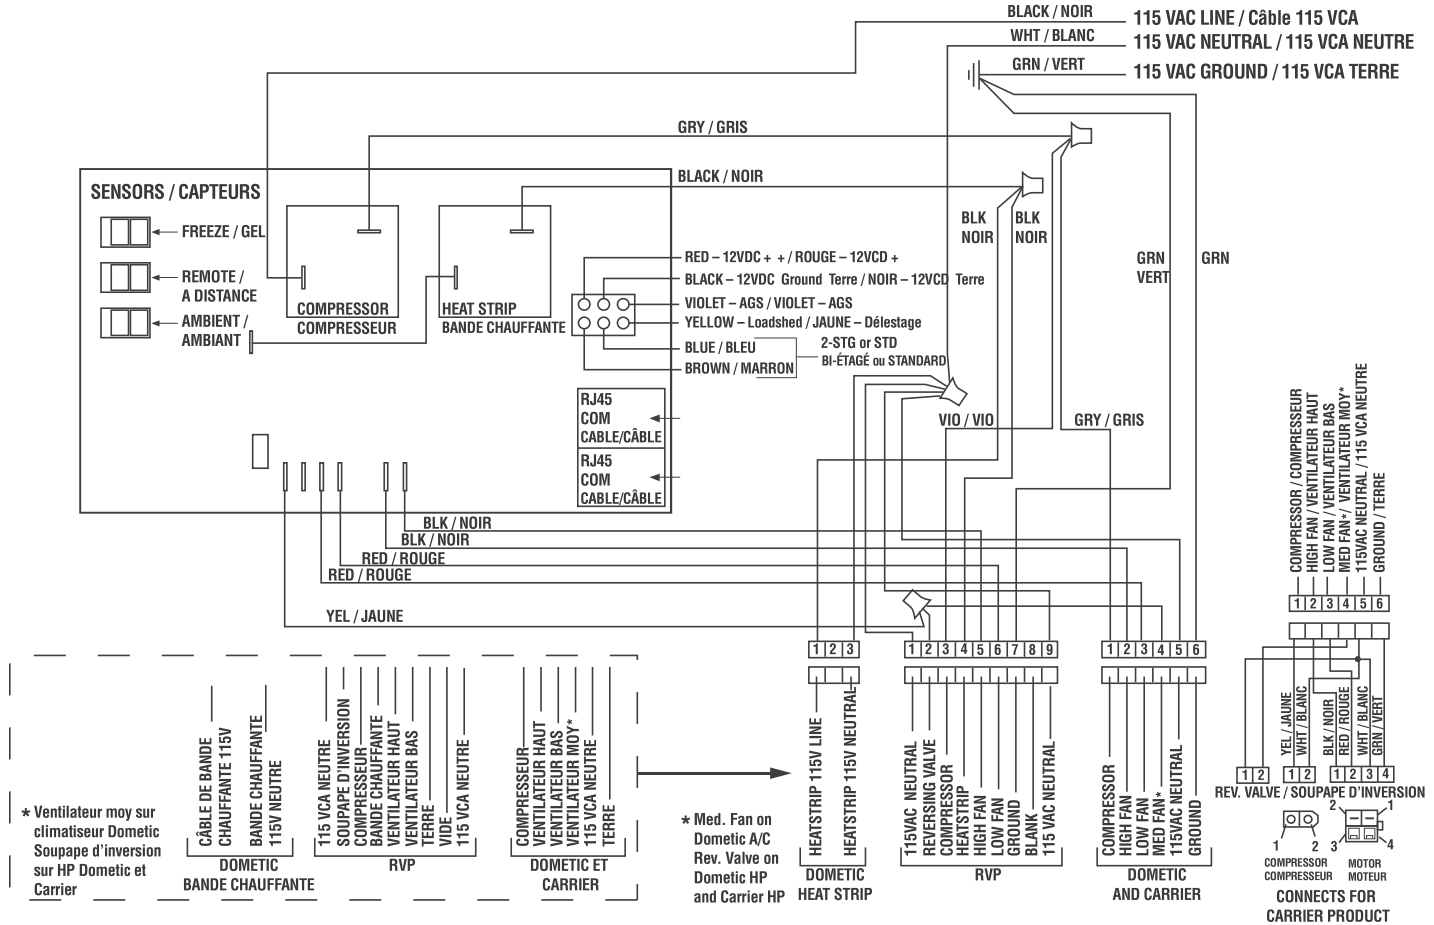 BLACK / NOIR
115 VAC LINE / Câble 115 VCA
WHT / BLANC
115 VAC NEUTRAL / 115 VCA NEUTRE
GRN / VERT
115 VAC GROUND / 115 VCA TERRE
GRY / GRIS
BLACK / NOIR
SENSORS / CAPTEURS
FREEZE / GEL
REMOTE /
A DISTANCE
AMBIENT /
AMBIANT
COMPRESSOR
COMPRESSEUR
HEAT STRIP
BANDE CHAUFFANTE
BLK
NOIR
BLK
NOIR
GRN
VERT
GRN
RED – 12VDC + + / ROUGE – 12VCD +
BLACK – 12VDC Ground Terre / NOIR – 12VCD Terre
VIOLET – AGS / VIOLET – AGS
YELLOW – Loadshed / JAUNE – Délestage
BLUE / BLEU
BROWN / MARRON
2-STG or STD
BI-ÉTAGÉ ou STANDARD
RJ45
COM
CABLE/CÂBLE
RJ45
COM
CABLE/CÂBLE
VIO / VIO
GRY / GRIS
BLK / NOIR
BLK / NOIR
RED / ROUGE
RED / ROUGE
YEL / JAUNE
1 2 3
1 2 3 4 5 6 7 8 9
1 2 3 4 5 6
COMPRESSOR / COMPRESSEUR
HIGH FAN / VENTILATEUR HAUT
LOW FAN / VENTILATEUR BAS
MED FAN* / VENTILATEUR MOY*
115VAC NEUTRAL / 115 VCA NEUTRE
GROUND / TERRE
1 2 3 4 5 6
YEL / JAUNE
WHT / BLANC
BLK / NOIR
RED / ROUGE
WHT / BLANC
GRN / VERT
1 2
1 2
1 2 3 4
REV. VALVE / SOUPAPE D’INVERSION
1 2
COMPRESSOR
COMPRESSEUR
2 1
3 4
MOTOR
MOTEUR
CONNECTS FOR
CARRIER PRODUCT
* Ventilateur moy sur
climatiseur Dometic
Soupape d’inversion
sur HP Dometic et
Carrier
CÂBLE DE BANDE
CHAUFFANTE 115V
BANDE CHAUFFANTE
115V NEUTRE
DOMETIC
BANDE CHAUFFANTE
115 VCA NEUTRE
SOUPAPE D’INVERSION
COMPRESSEUR
BANDE CHAUFFANTE
VENTILATEUR HAUT
VENTILATEUR BAS
TERRE
VIDE
115 VCA NEUTRE
RVP
COMPRESSEUR
VENTILATEUR HAUT
VENTILATEUR BAS
VENTILATEUR MOY*
115 VCA NEUTRE
TERRE
DOMETIC ET
CARRIER
* Med. Fan on
Dometic A/C
Rev. Valve on
Dometic HP
and Carrier HP
HEATSTRIP 115V LINE
HEATSTRIP 115V NEUTRAL
DOMETIC
HEAT STRIP
115VAC NEUTRAL
REVERSING VALVE
COMPRESSOR
HEATSTRIP
HIGH FAN
LOW FAN
GROUND
BLANK
115 VAC NEUTRAL
RVP
COMPRESSOR
HIGH FAN
LOW FAN
MED FAN*
115VAC NEUTRAL
GROUND
DOMETIC
AND CARRIER